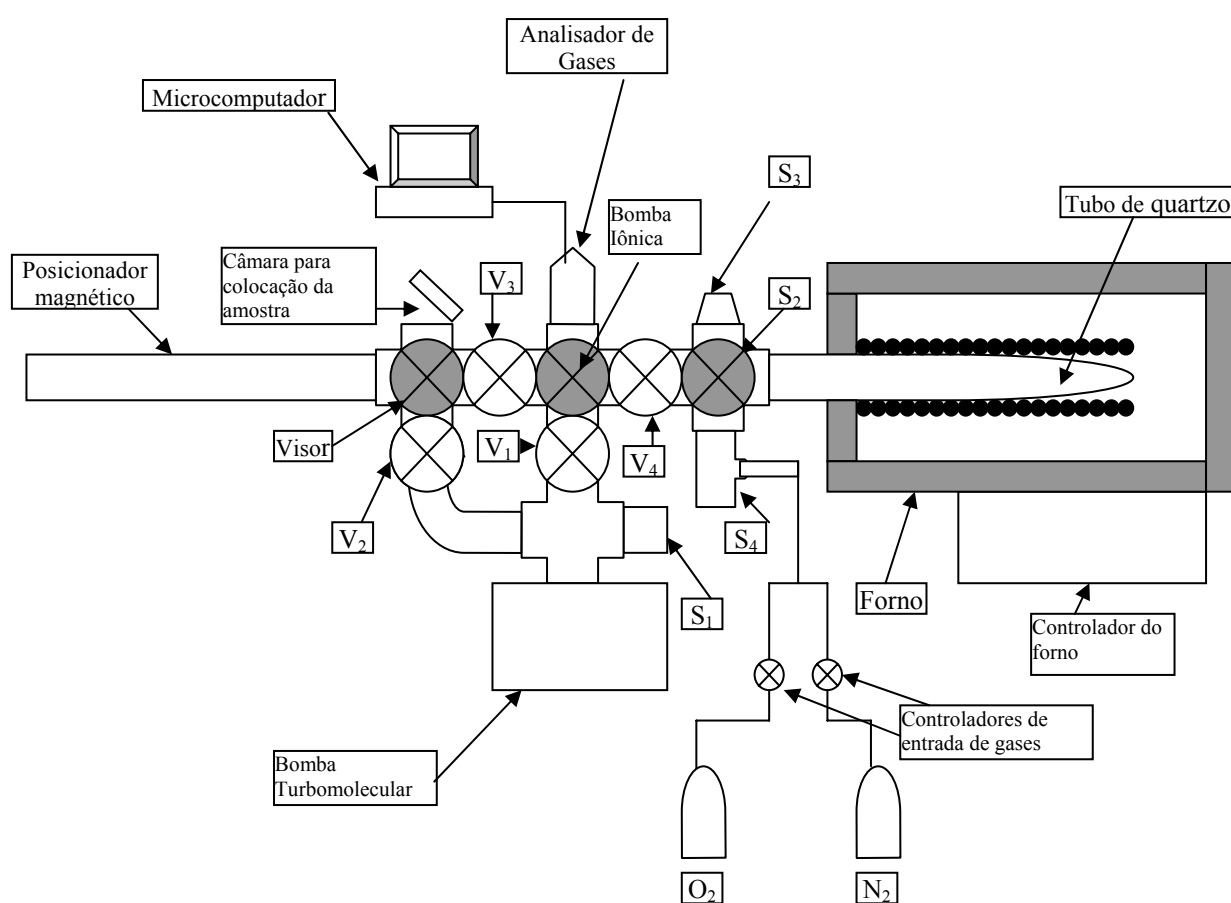 Analisador de
Gases
Microcomputador
S3
Bomba
Iônica
Tubo de quartzo
Posicionador
magnético
Câmara para
colocação da
amostra
V3
S2
Visor
V1
V4
V2
S4
S1
Forno
Controlador do
forno
Controladores de
entrada de gases
Bomba
Turbomolecular
O2
N2